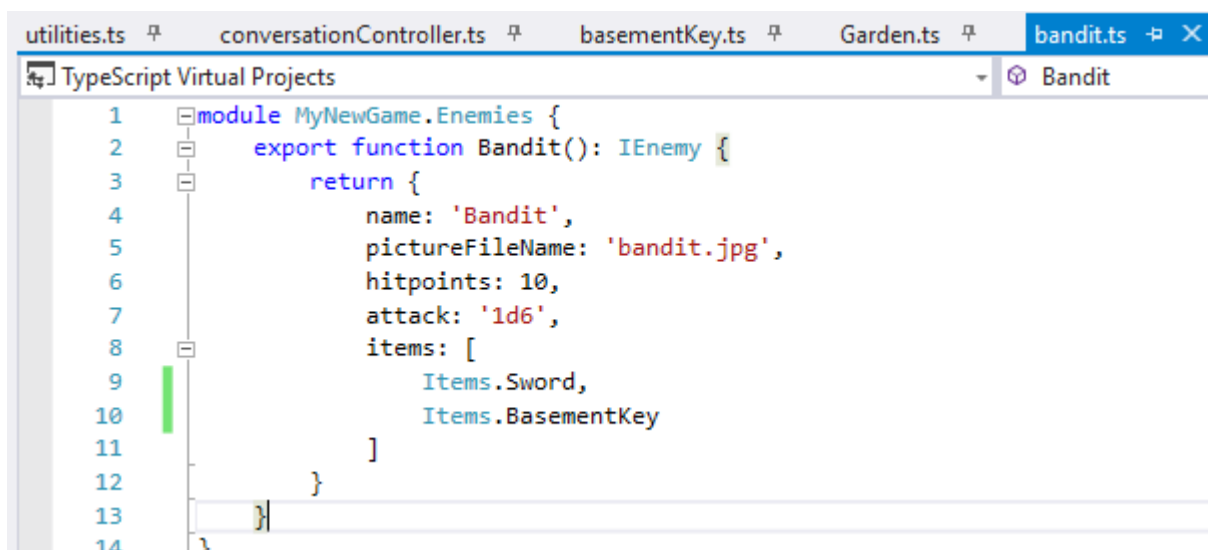 utilities.ts conversationController.ts basementKey.ts Garden.ts bandit.ts
TypeScript Virtual Projects Bandit
1 module MyNewGame.Enemies {
2     export function Bandit(): IEnemy {
3         return {
4             name: 'Bandit',
5             pictureFileName: 'bandit.jpg',
6             hitpoints: 10,
7             attack: '1d6',
8             items: [
9                 Items.Sword,
10                 Items.BasementKey
11             ]
12         }
13     }
14 }